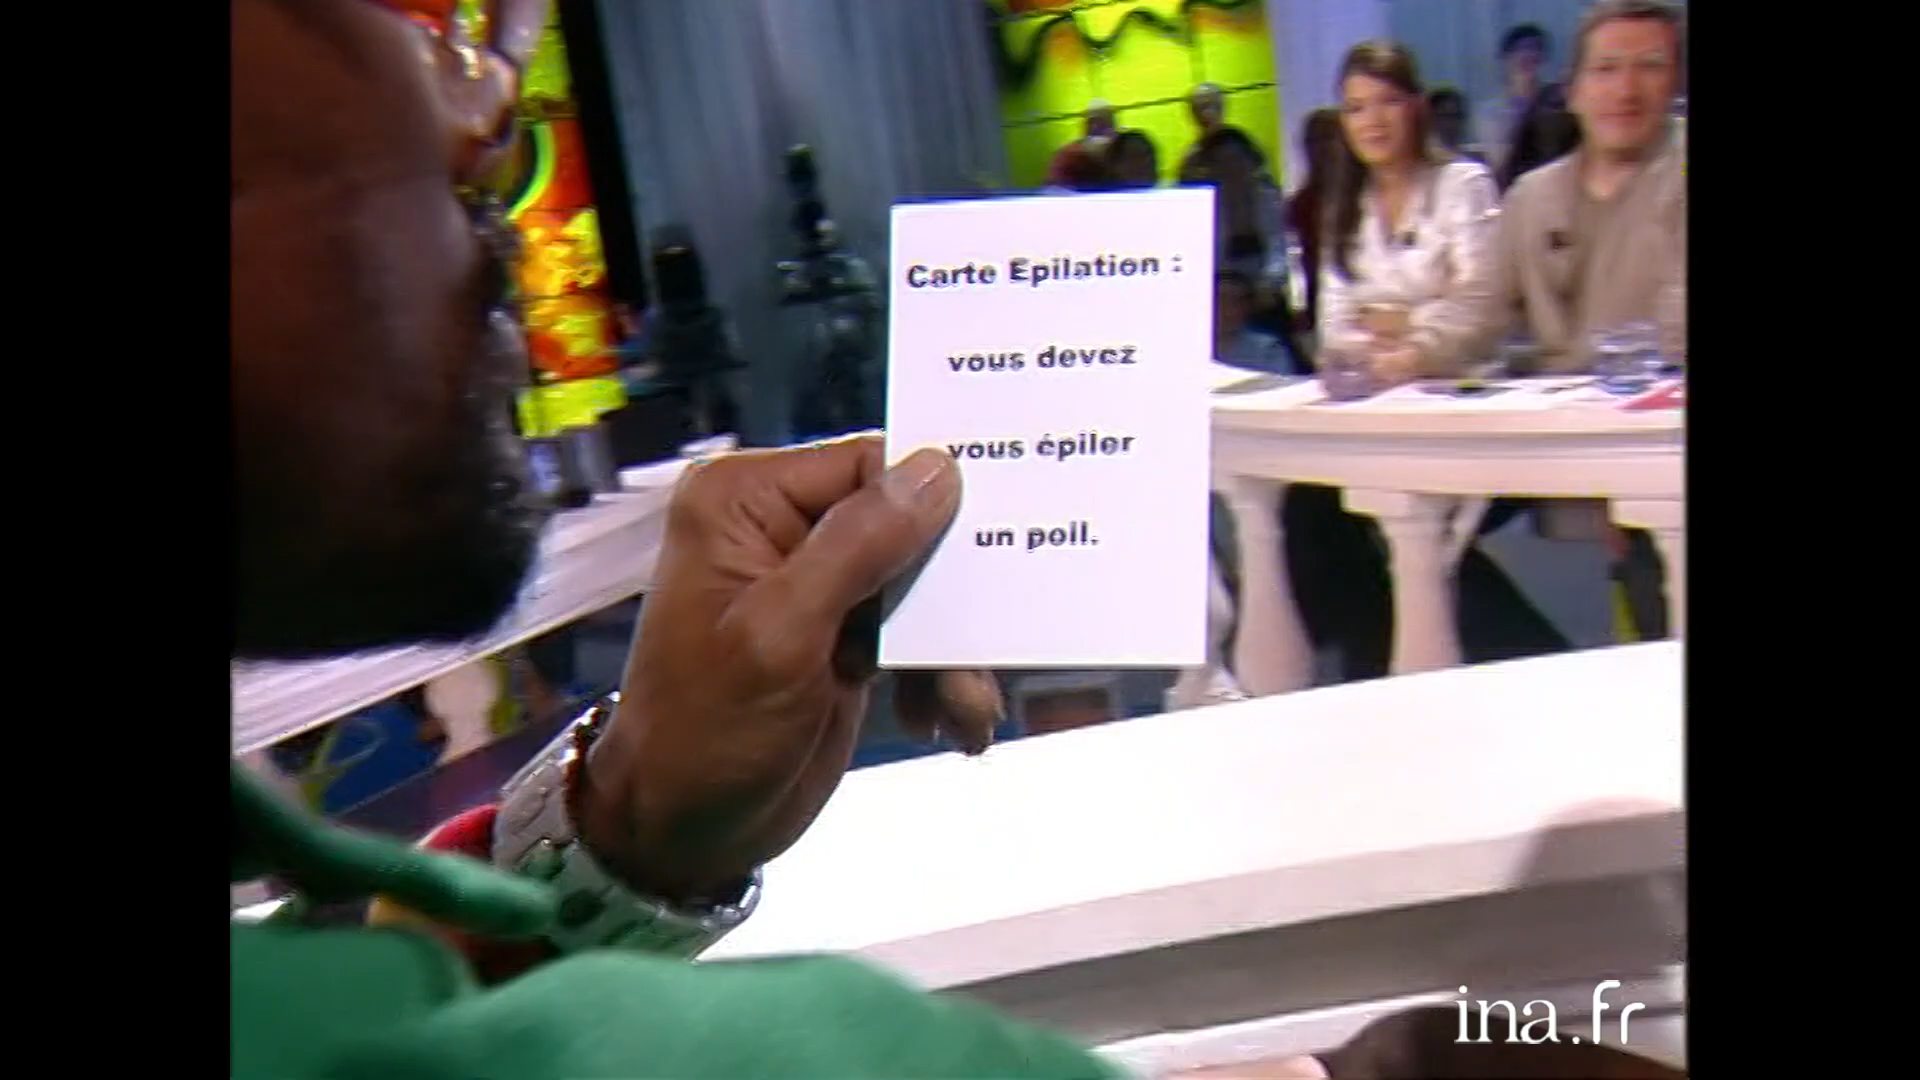 Carte Epilation :
vous devez
vous épiler
un poil.
ina.fr